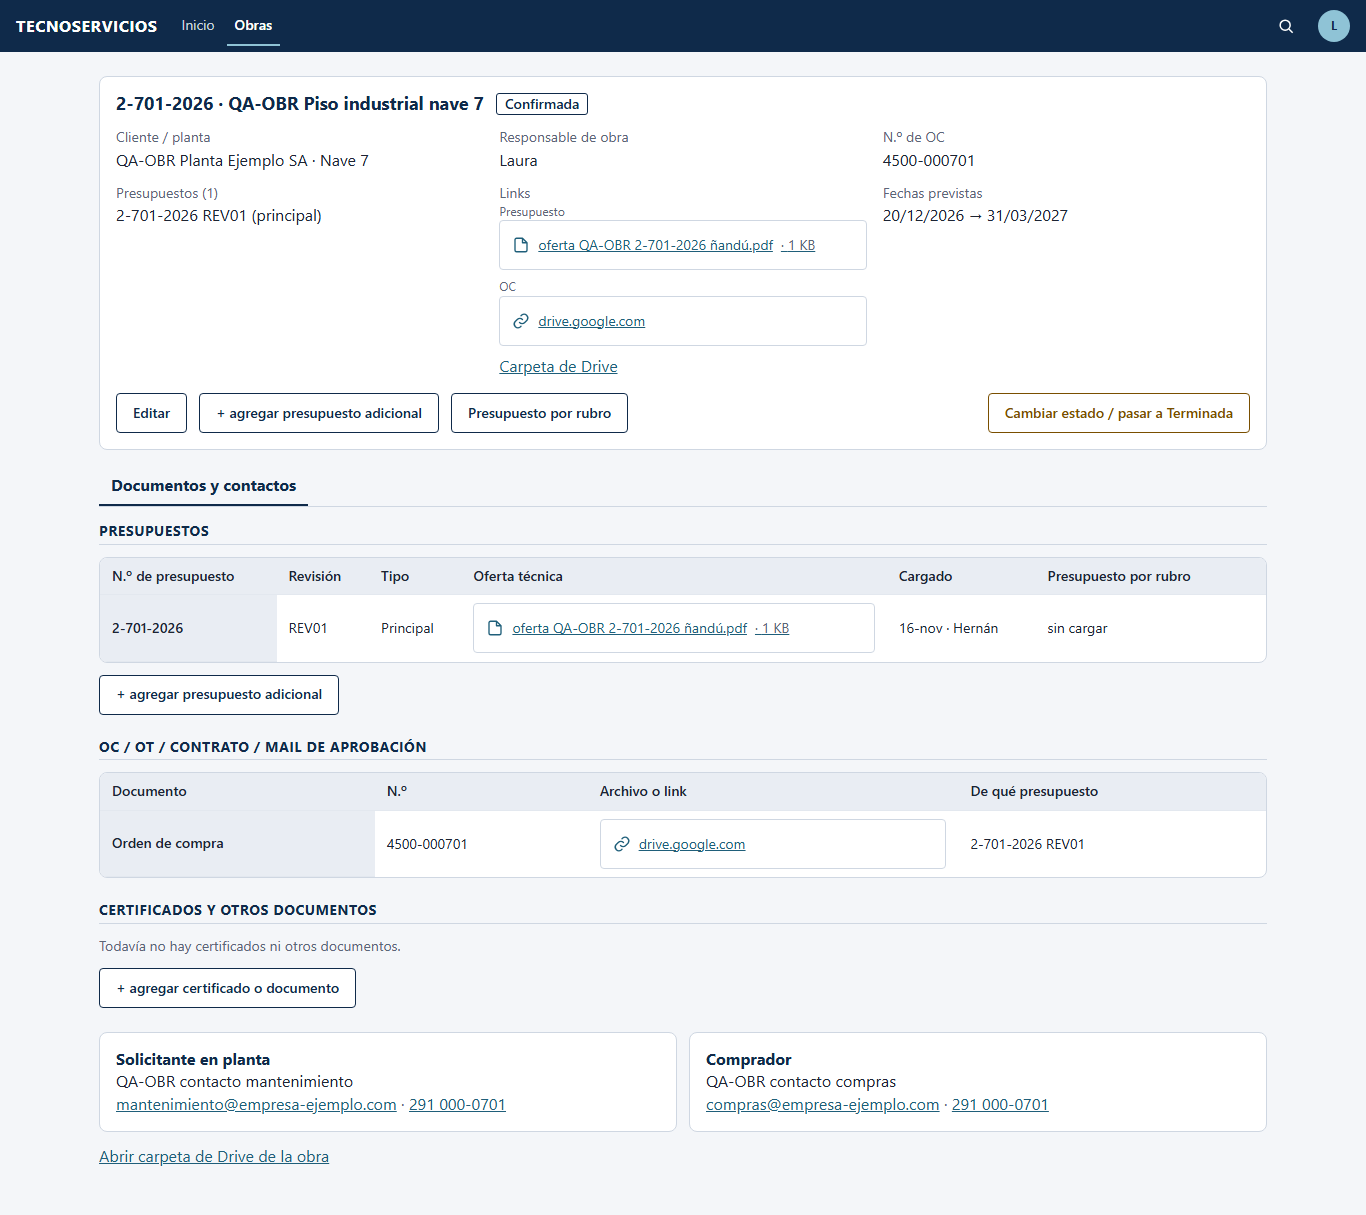 TECNOSERVICIOS Inicio Obras L
2-701-2026 · QA-OBR Piso industrial nave 7 Confirmada
Cliente / planta
QA-OBR Planta Ejemplo SA · Nave 7
Responsable de obra
Laura
N.º de OC
4500-000701
Presupuestos (1)
2-701-2026 REV01 (principal)
Links
Presupuesto
oferta QA-OBR 2-701-2026 ñandú.pdf · 1 KB
OC
drive.google.com
Carpeta de Drive
Fechas previstas
20/12/2026 → 31/03/2027
Editar + agregar presupuesto adicional Presupuesto por rubro Cambiar estado / pasar a Terminada
Documentos y contactos
PRESUPUESTOS
N.º de presupuesto Revisión Tipo Oferta técnica Cargado Presupuesto por rubro
2-701-2026 REV01 Principal oferta QA-OBR 2-701-2026 ñandú.pdf · 1 KB 16-nov · Hernán sin cargar
+ agregar presupuesto adicional
OC / OT / CONTRATO / MAIL DE APROBACIÓN
Documento N.º Archivo o link De qué presupuesto
Orden de compra 4500-000701 drive.google.com 2-701-2026 REV01
CERTIFICADOS Y OTROS DOCUMENTOS
Todavía no hay certificados ni otros documentos.
+ agregar certificado o documento
Solicitante en planta
QA-OBR contacto mantenimiento
mantenimiento@empresa-ejemplo.com · 291 000-0701
Comprador
QA-OBR contacto compras
compras@empresa-ejemplo.com · 291 000-0701
Abrir carpeta de Drive de la obra